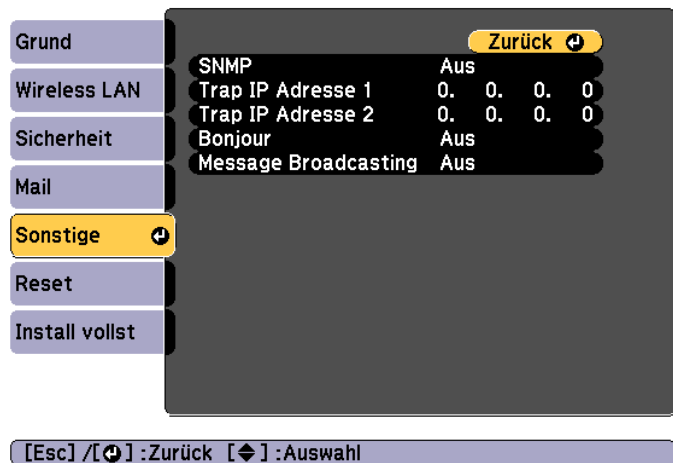 Grund
Wireless LAN
Sicherheit
Mail
Sonstige
Reset
Install vollst
Zurück
SNMP Aus
Trap IP Adresse 1 0. 0. 0. 0
Trap IP Adresse 2 0. 0. 0. 0
Bonjour Aus
Message Broadcasting Aus
[Esc] /[⏎] :Zurück [◆] :Auswahl